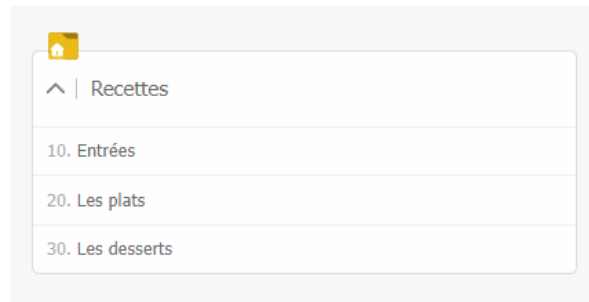 Recettes
10. Entrées
20. Les plats
30. Les desserts